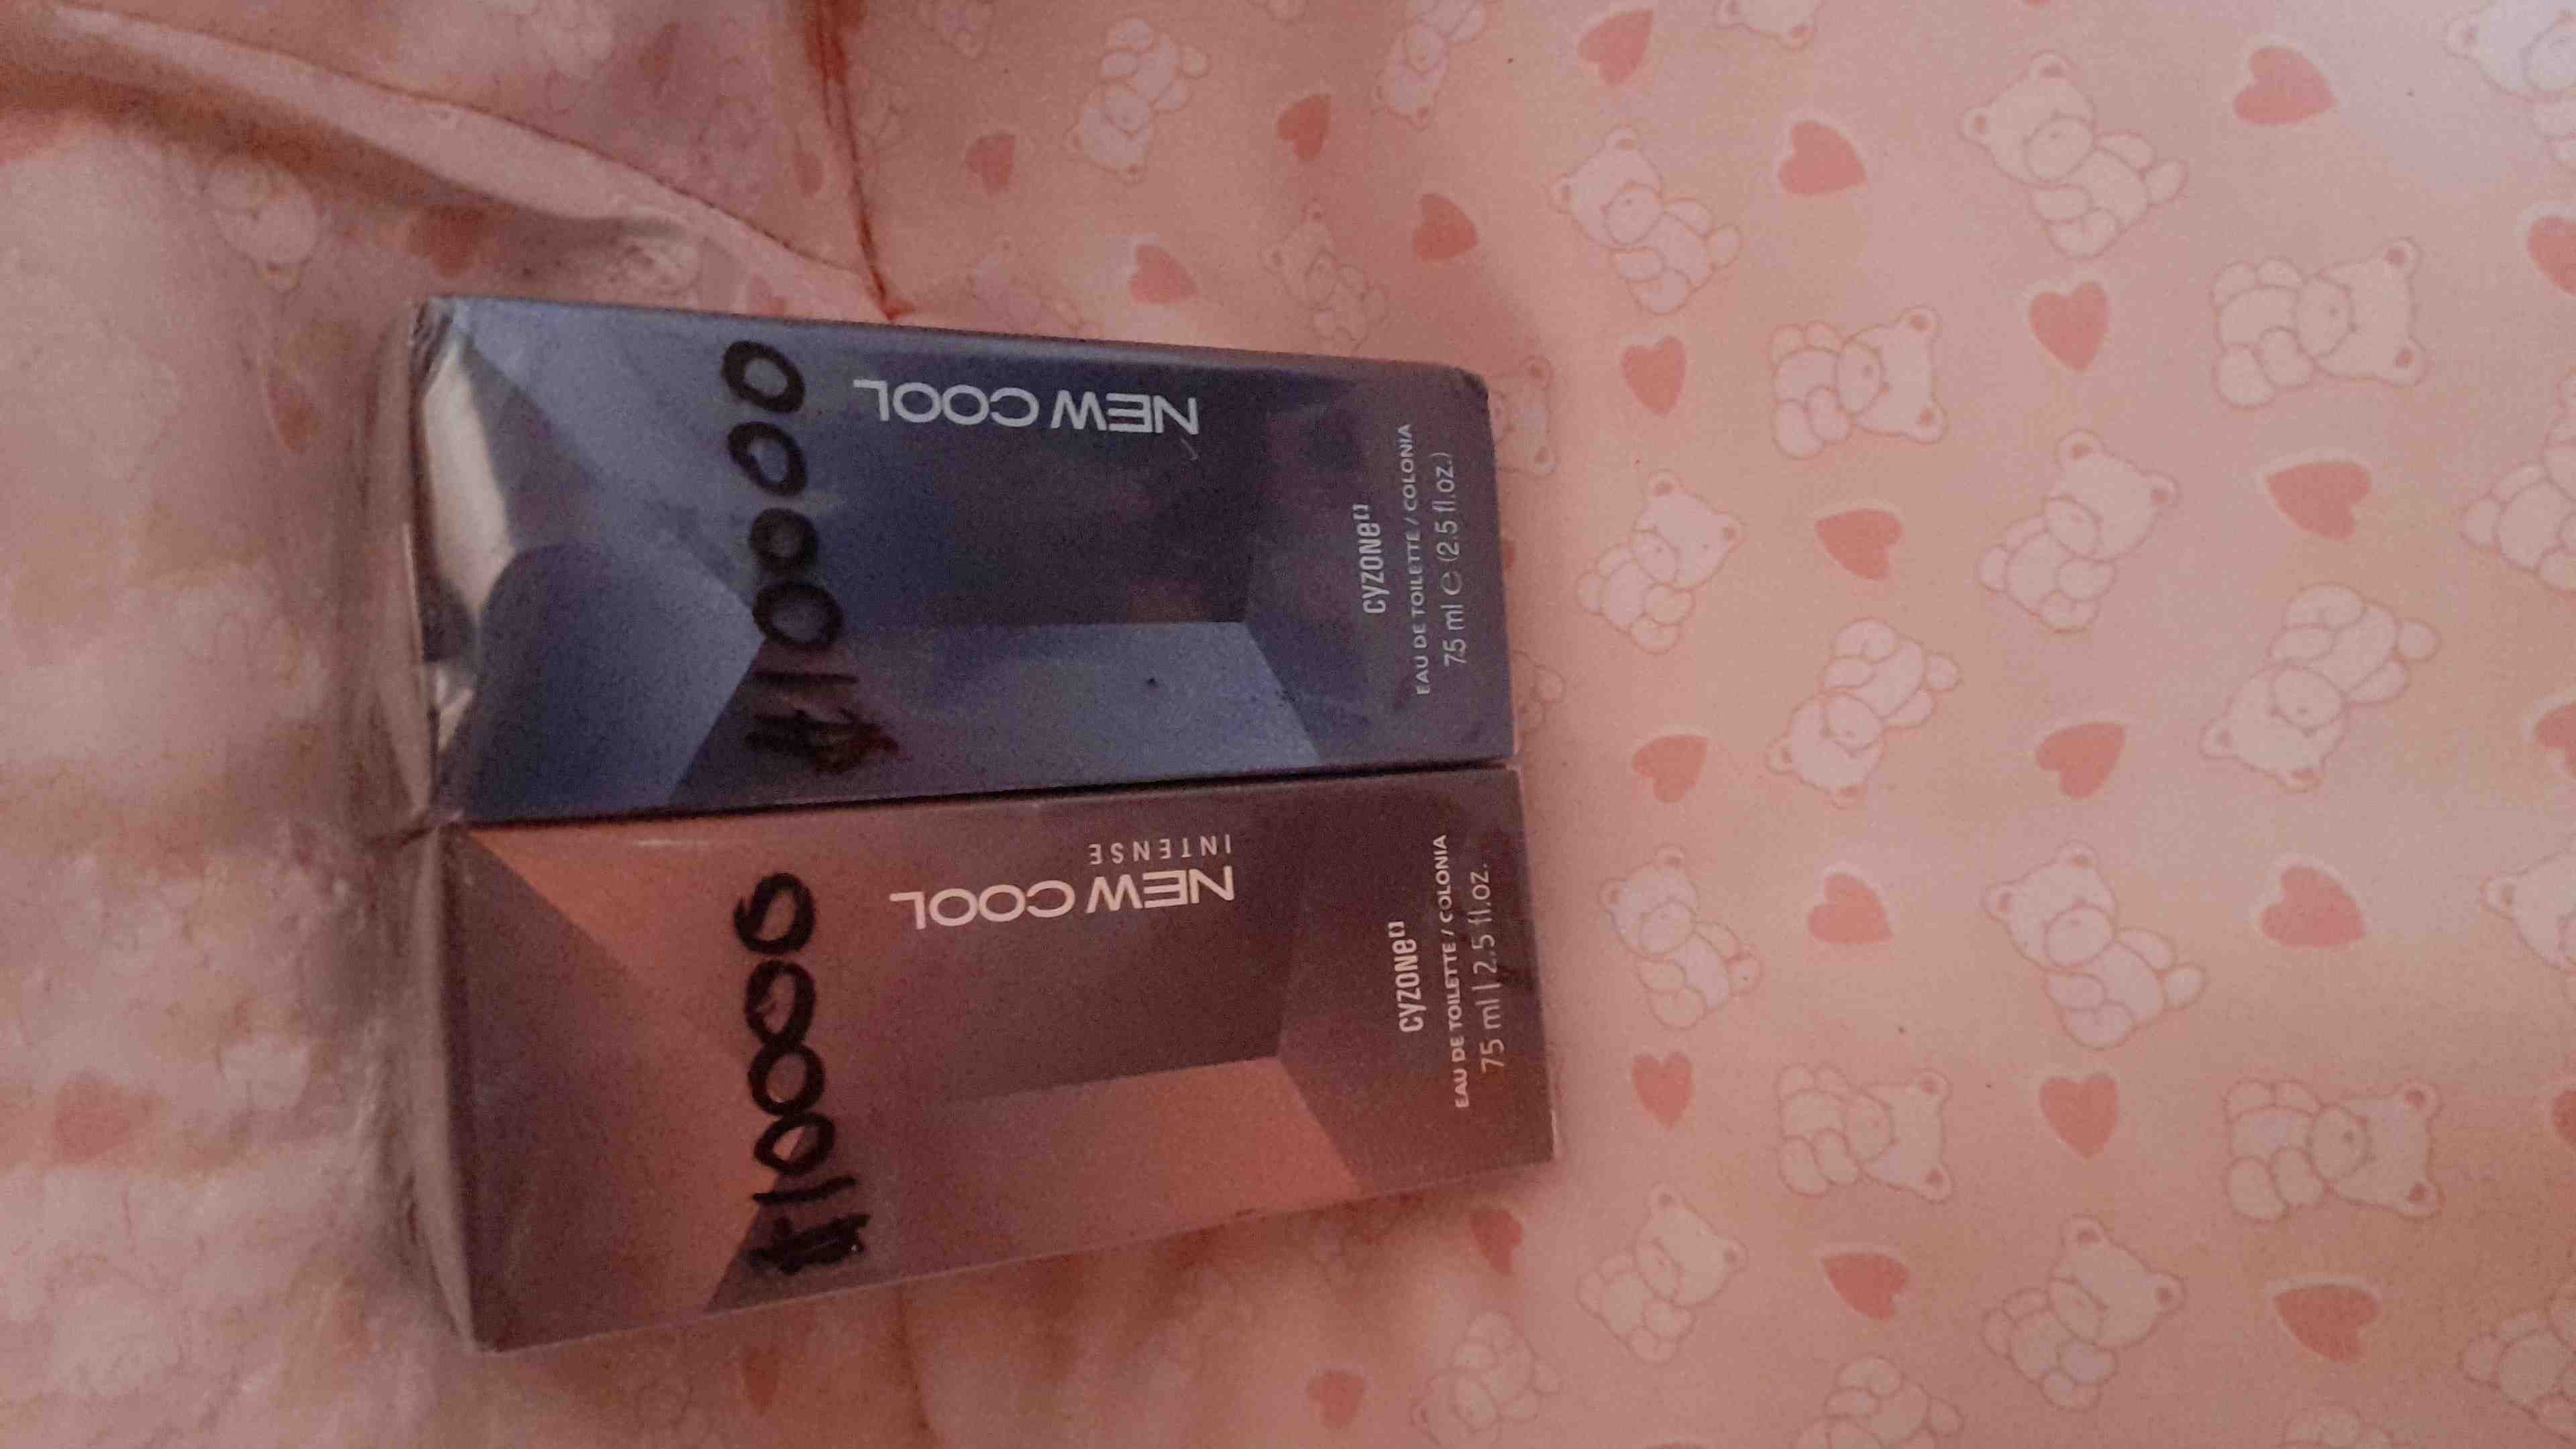 #10000
NEW COOL
cyzone
EAU DE TOILETTE / COLONIA
75 ml ℮ (2.5 fl.oz.)
#10000
NEW COOL
INTENSE
cyzone
EAU DE TOILETTE / COLONIA
75 ml | 2.5 fl.oz.